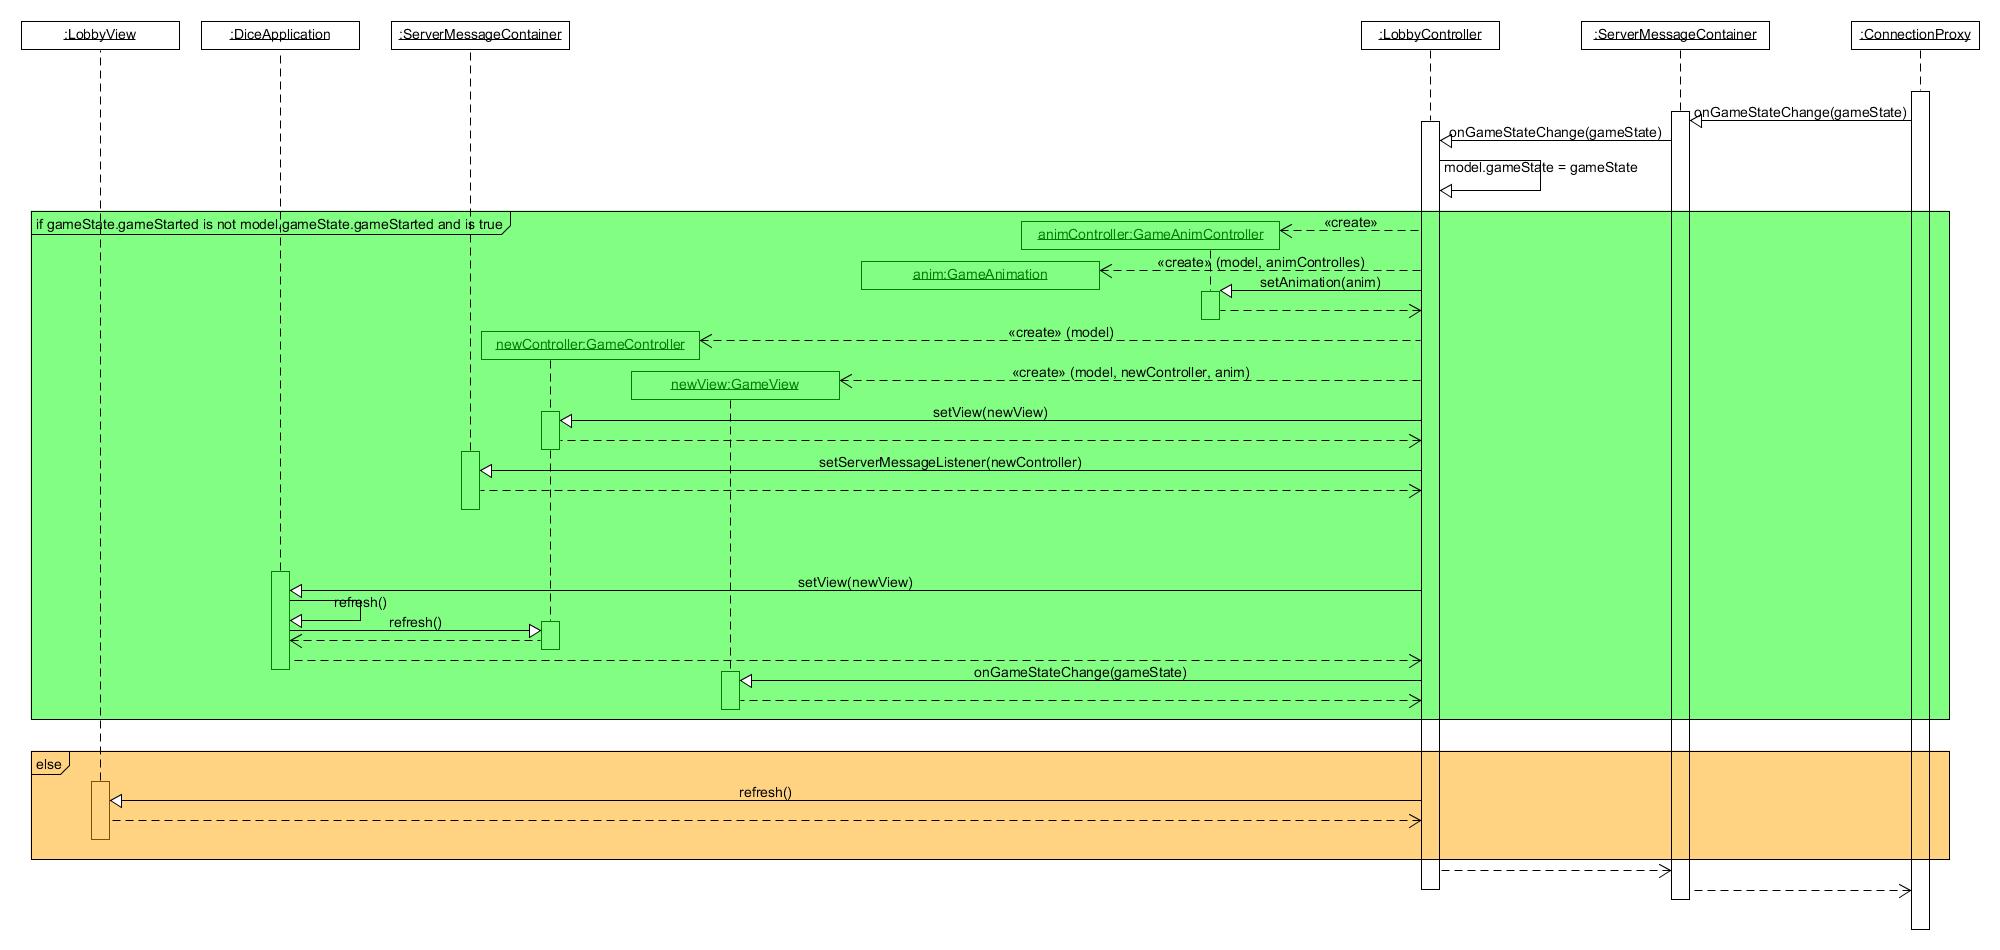 :LobbyView
:DiceApplication
:ServerMessageContainer
:LobbyController
:ServerMessageContainer
:ConnectionProxy
onGameStateChange(gameState)
onGameStateChange(gameState)
model.gameState = gameState
if gameState.gameStarted is not model.gameState.gameStarted and is true
«create»
animController:GameAnimController
«create» (model, animControlles)
anim:GameAnimation
setAnimation(anim)
«create» (model)
newController:GameController
«create» (model, newController, anim)
newView:GameView
setView(newView)
setServerMessageListener(newController)
setView(newView)
refresh()
refresh()
onGameStateChange(gameState)
else
refresh()